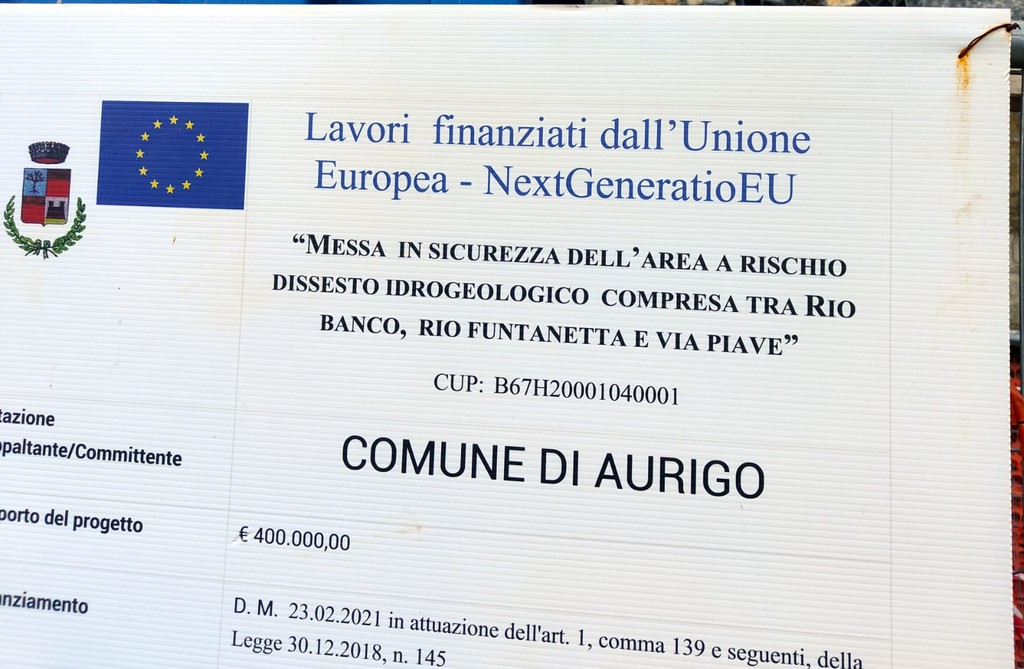 Lavori finanziati dall'Unione
Europea - NextGeneratioEU
“MESSA IN SICUREZZA DELL'AREA A RISCHIO
DISSESTO IDROGEOLOGICO COMPRESA TRA RIO
BANCO, RIO FUNTANETTA E VIA PIAVE”
CUP: B67H20001040001
tazione
ppaltante/Committente
COMUNE DI AURIGO
porto del progetto
€ 400.000,00
nziamento
D. M. 23.02.2021 in attuazione dell'art. 1, comma 139 e seguenti, della
Legge 30.12.2018, n. 145